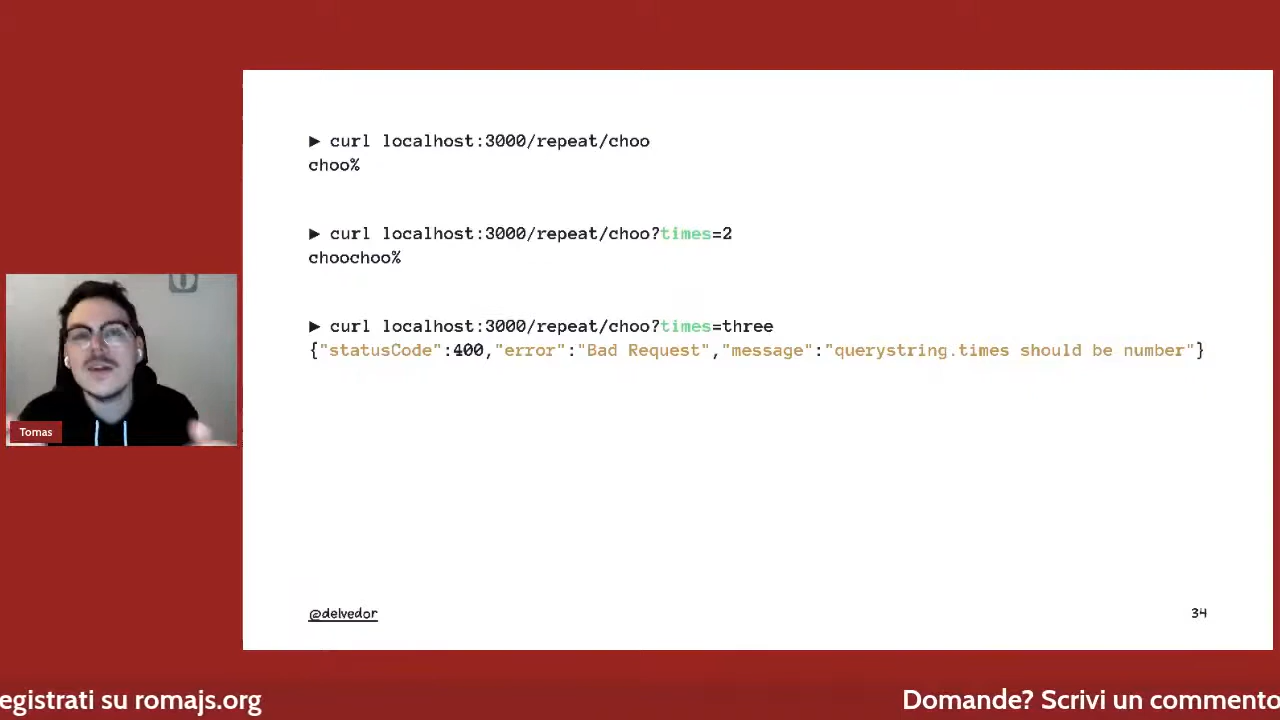 ▶ curl localhost:3000/repeat/choo
choo%
▶ curl localhost:3000/repeat/choo?times=2
choochoo%
▶ curl localhost:3000/repeat/choo?times=three
{"statusCode":400,"error":"Bad Request","message":"querystring.times should be number"}
Tomas
@delvedor
34
egistrati su romajs.org
Domande? Scrivi un commento